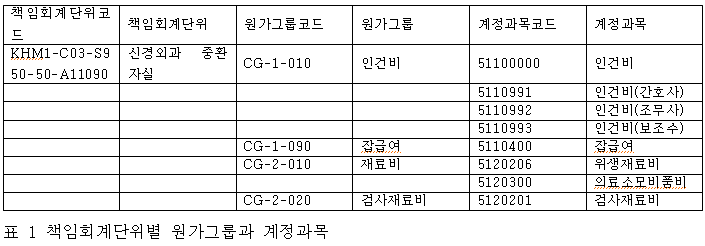 책임회계단위코드 책임회계단위 원가그룹코드 원가그룹 계정과목코드 계정과목
KHM1-C03-S950-50-A11090 신경외과 중환자실 CG-1-010 인건비 51100000 인건비
5110991 인건비(간호사)
5110992 인건비(조무사)
5110993 인건비(보조수)
CG-1-090 잡급여 5110400 잡급여
CG-2-010 재료비 5120206 위생재료비
5120300 의료소모비품비
CG-2-020 검사재료비 5120201 검사재료비
표 1 책임회계단위별 원가그룹과 계정과목